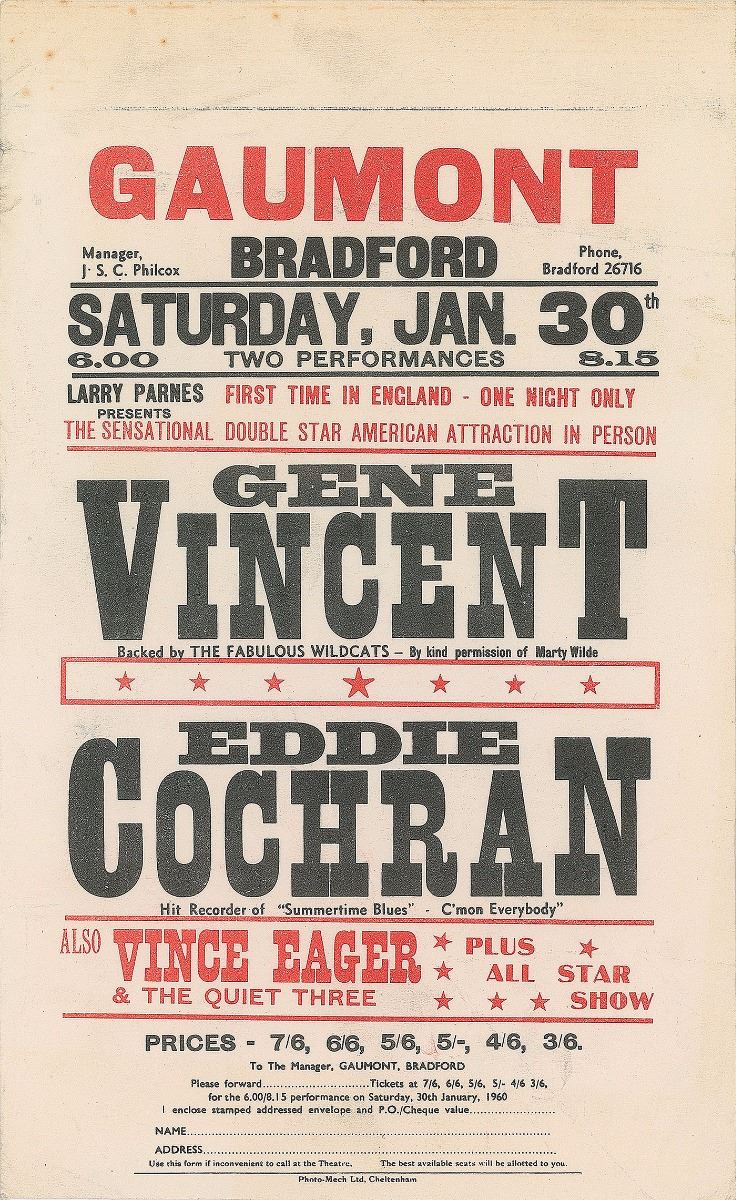 GAUMONT
Manager,
J. S. C. Philcox
BRADFORD
Phone,
Bradford 26716
SATURDAY, JAN. 30th
6.00 TWO PERFORMANCES 8.15
LARRY PARNES
PRESENTS
FIRST TIME IN ENGLAND - ONE NIGHT ONLY
THE SENSATIONAL DOUBLE STAR AMERICAN ATTRACTION IN PERSON
GENE
VINCENT
Backed by THE FABULOUS WILDCATS – By kind permission of Marty Wilde
EDDIE
COCHRAN
Hit Recorder of "Summertime Blues" - C'mon Everybody"
ALSO VINCE EAGER
& THE QUIET THREE
PLUS
ALL STAR
SHOW
PRICES - 7/6, 6/6, 5/6, 5/-, 4/6, 3/6.
To The Manager, GAUMONT, BRADFORD
Please forward..............................Tickets at 7/6, 6/6, 5/6, 5/- 4/6 3/6,
for the 6.00/8.15 performance on Saturday, 30th January, 1960
I enclose stamped addressed envelope and P.O./Cheque value........................
NAME................................................................
ADDRESS................................................................
Use this form if inconvenient to call at the Theatre. The best available seats will be allotted to you.
Photo-Mech Ltd, Cheltenham